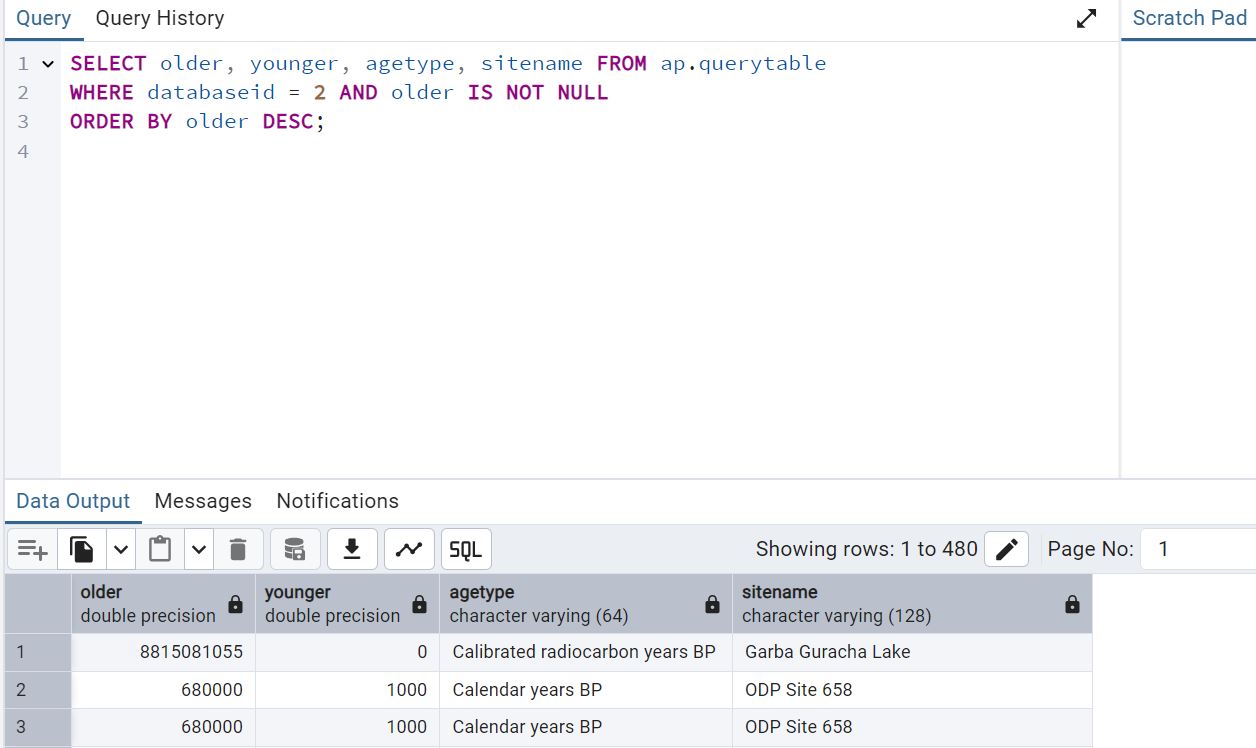 Query Query History Scratch Pad
1 SELECT older, younger, agetype, sitename FROM ap.querytable
2 WHERE databaseid = 2 AND older IS NOT NULL
3 ORDER BY older DESC;
4
Data Output Messages Notifications
SQL Showing rows: 1 to 480 Page No: 1
older younger agetype sitename
double precision double precision character varying (64) character varying (128)
1 8815081055 0 Calibrated radiocarbon years BP Garba Guracha Lake
2 680000 1000 Calendar years BP ODP Site 658
3 680000 1000 Calendar years BP ODP Site 658